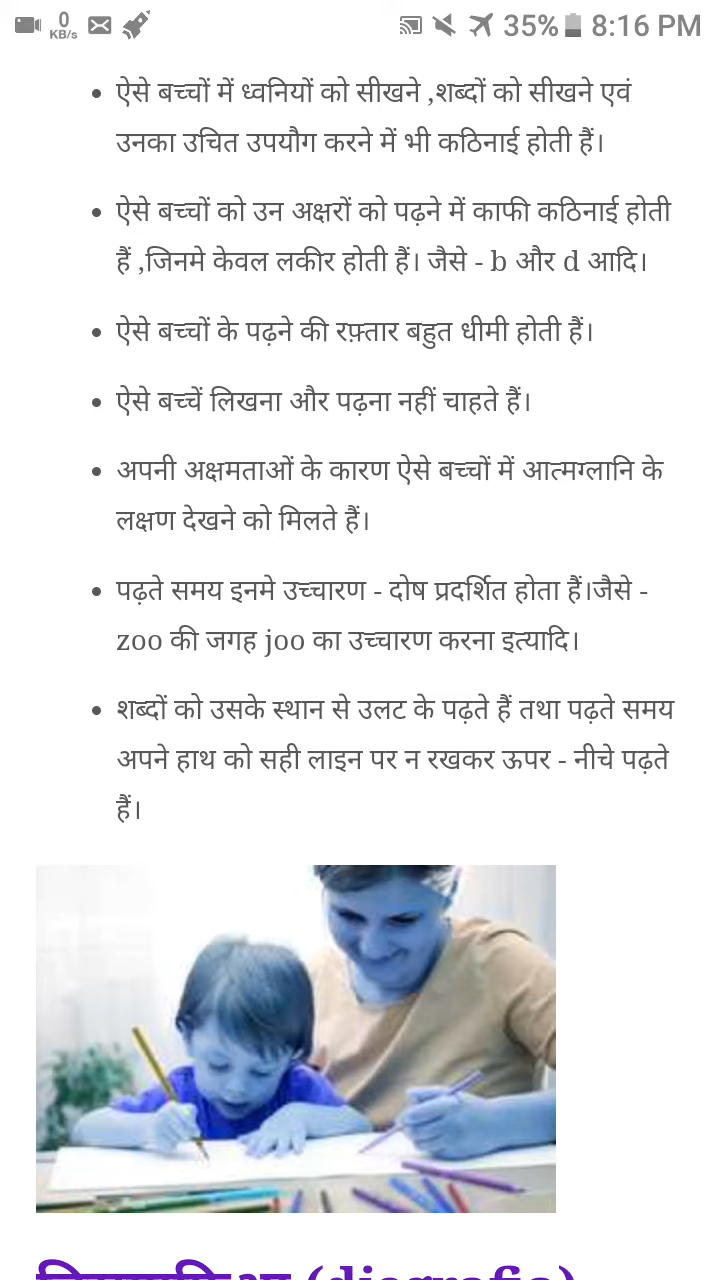 0
KB/s
35% 8:16 PM
ऐसे बच्चों में ध्वनियों को सीखने ,शब्दों को सीखने एवं
उनका उचित उपयौग करने में भी कठिनाई होती हैं।
ऐसे बच्चों को उन अक्षरों को पढ़ने में काफी कठिनाई होती
हैं ,जिनमे केवल लकीर होती हैं। जैसे - b और d आदि।
ऐसे बच्चों के पढ़ने की रफ़्तार बहुत धीमी होती हैं।
ऐसे बच्चें लिखना और पढ़ना नहीं चाहते हैं।
अपनी अक्षमताओं के कारण ऐसे बच्चों में आत्मग्लानि के
लक्षण देखने को मिलते हैं।
पढ़ते समय इनमे उच्चारण - दोष प्रदर्शित होता हैं।जैसे -
zoo की जगह joo का उच्चारण करना इत्यादि।
शब्दों को उसके स्थान से उलट के पढ़ते हैं तथा पढ़ते समय
अपने हाथ को सही लाइन पर न रखकर ऊपर - नीचे पढ़ते
हैं।